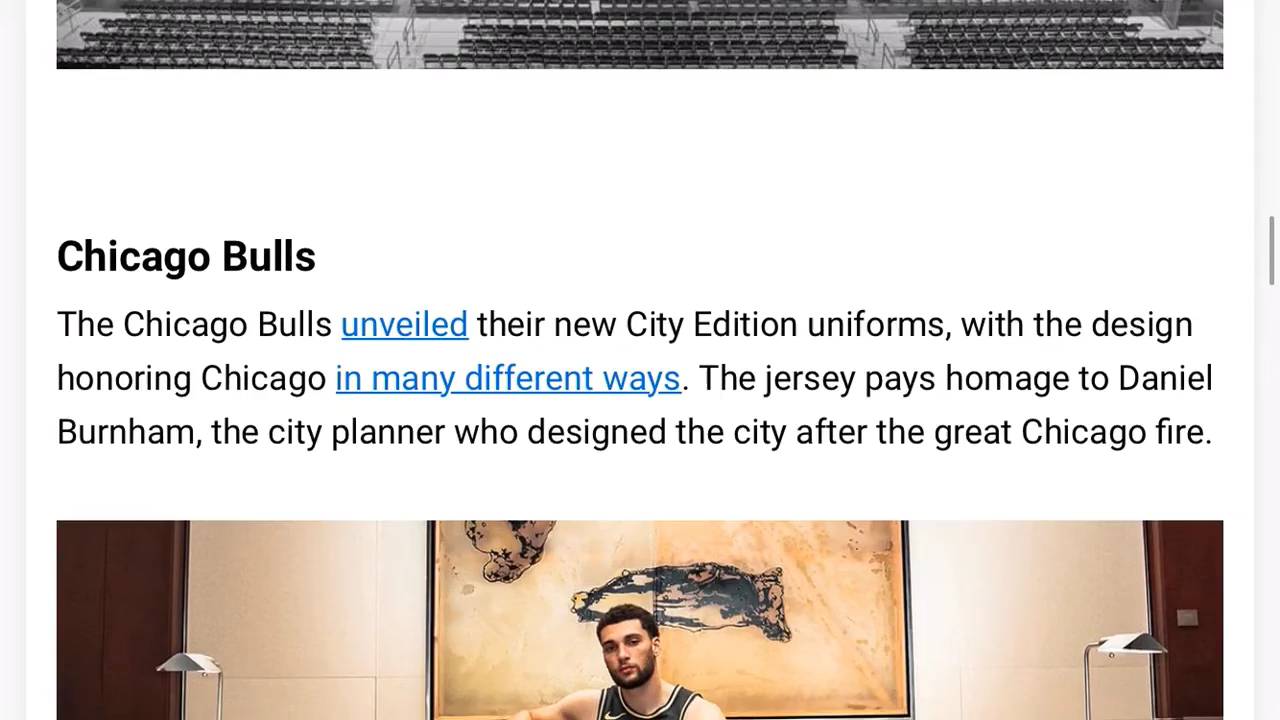 Chicago Bulls
The Chicago Bulls unveiled their new City Edition uniforms, with the design
honoring Chicago in many different ways. The jersey pays homage to Daniel
Burnham, the city planner who designed the city after the great Chicago fire.